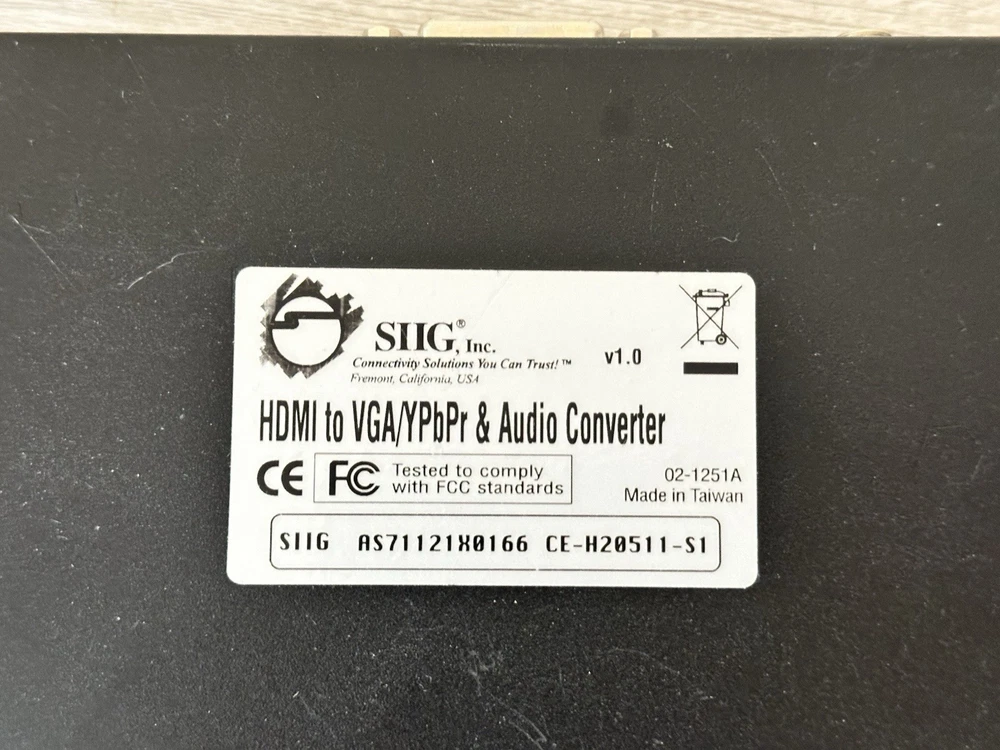 SIIG®, Inc.
Connectivity Solutions You Can Trust!™
Fremont, California, USA
v1.0
HDMI to VGA/YPbPr & Audio Converter
CE FC Tested to comply
with FCC standards
02-1251A
Made in Taiwan
SIIG AS71121X0166 CE-H20511-S1